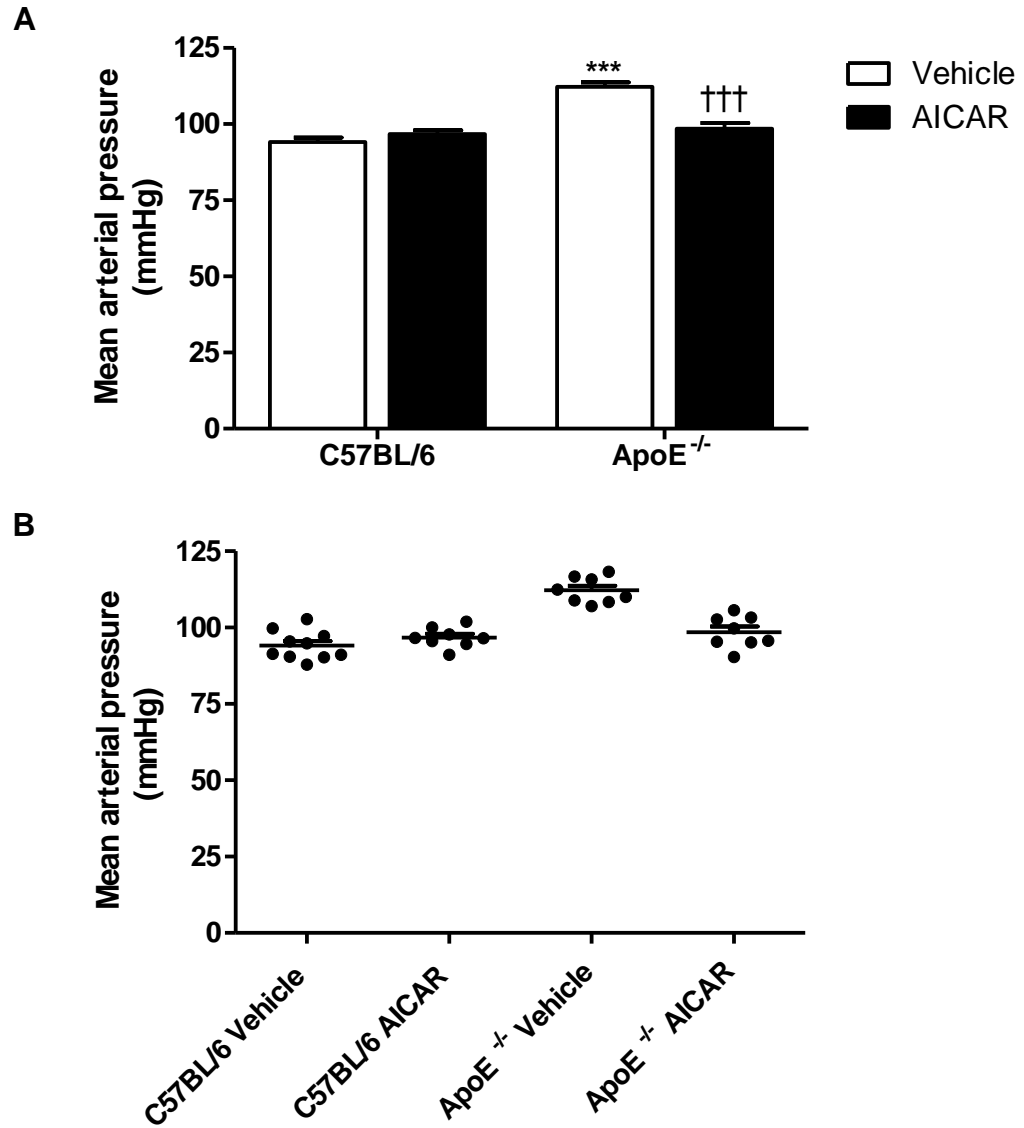 A
125
100
75
50
25
0
Mean arterial pressure
(mmHg)
***
†††
Vehicle
AICAR
C57BL/6
ApoE -/-
B
125
100
75
50
25
0
Mean arterial pressure
(mmHg)
C57BL/6 Vehicle
C57BL/6 AICAR
ApoE -/- Vehicle
ApoE -/- AICAR